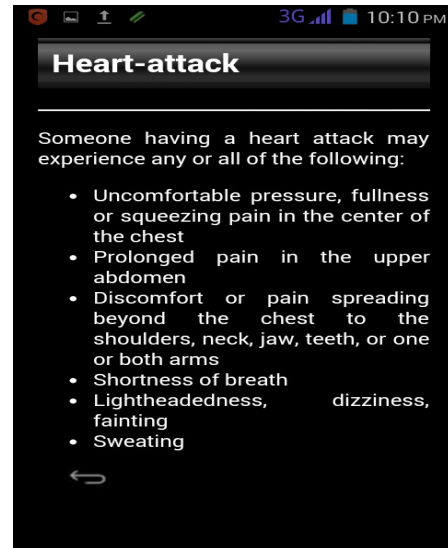 3G 10:10 PM
Heart-attack
Someone having a heart attack may
experience any or all of the following:
• Uncomfortable pressure, fullness
or squeezing pain in the center of
the chest
• Prolonged pain in the upper
abdomen
• Discomfort or pain spreading
beyond the chest to the
shoulders, neck, jaw, teeth, or one
or both arms
• Shortness of breath
• Lightheadedness, dizziness,
fainting
• Sweating